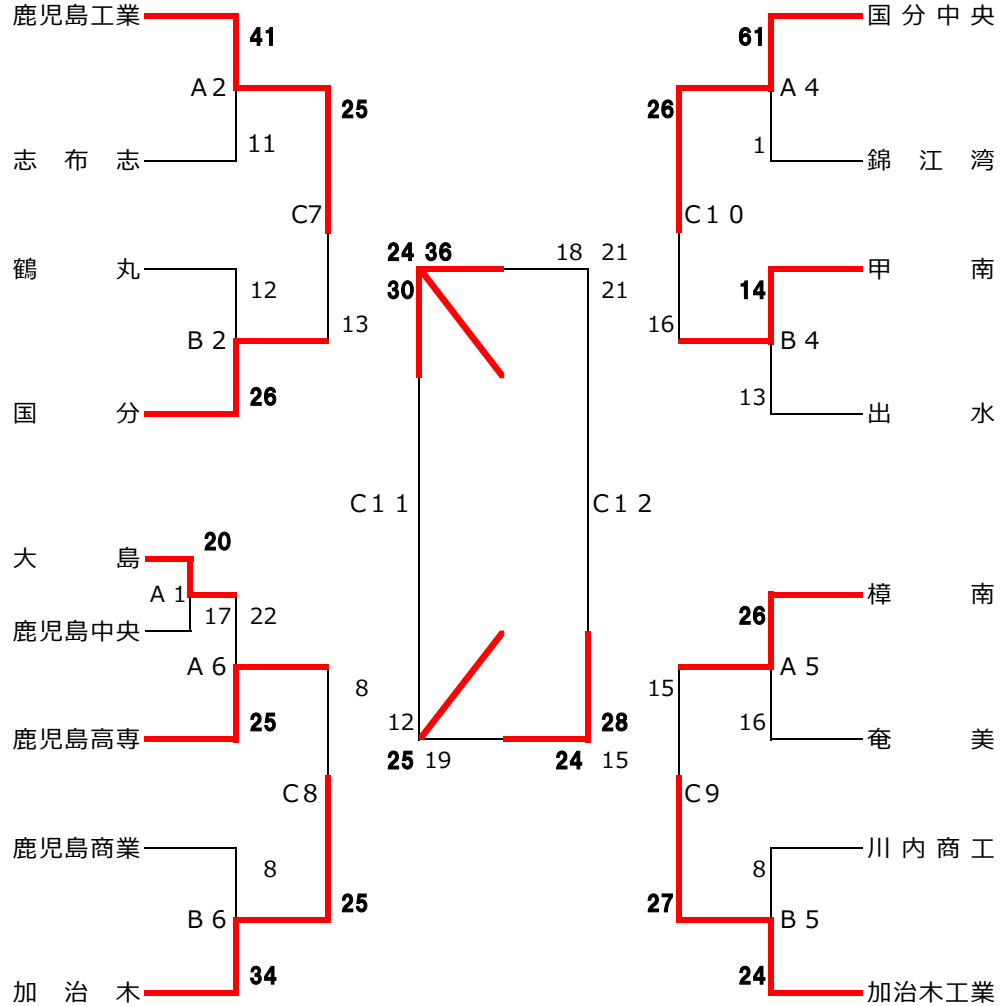 鹿児島工業 41 61 国分中央
A2 25 26 A4
志布志 11 1 錦江湾
C7 C10
鶴丸 12 24 36 18 21 14 甲南
30 21
B2 13 16 B4
国分 26 13 出水
C11 C12
大島 20
A1 樟南
鹿児島中央 17 22 26
A6 8 15 A5
鹿児島高専 25 12 28 16 奄美
25 19 24 15
C8 C9
鹿児島商業 8 8 川内商工
B6 25 27 B5
加治木 34 24 加治木工業